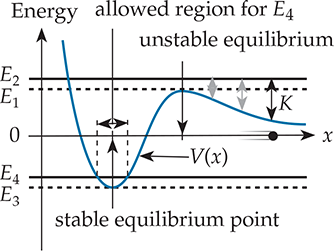 Energy
allowed region for E₄
unstable equilibrium
E₂
E₁
K
0
x
E₄
V(x)
E₃
stable equilibrium point